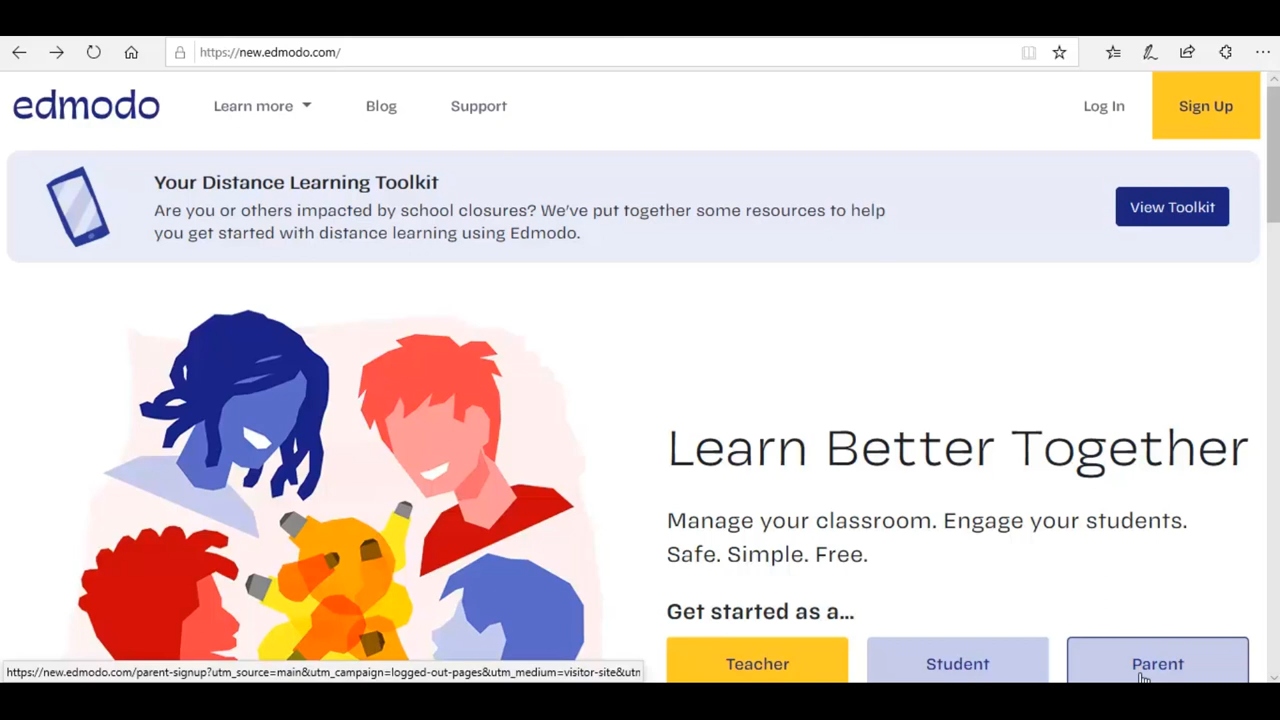 https://new.edmodo.com/
edmodo
Learn more
Blog
Support
Log In
Sign Up
Your Distance Learning Toolkit
Are you or others impacted by school closures? We've put together some resources to help
you get started with distance learning using Edmodo.
View Toolkit
Learn Better Together
Manage your classroom. Engage your students.
Safe. Simple. Free.
Get started as a...
Teacher
Student
Parent
https://new.edmodo.com/parent-signup?utm_source=main&utm_campaign=logged-out-pages&utm_medium=visitor-site&utn